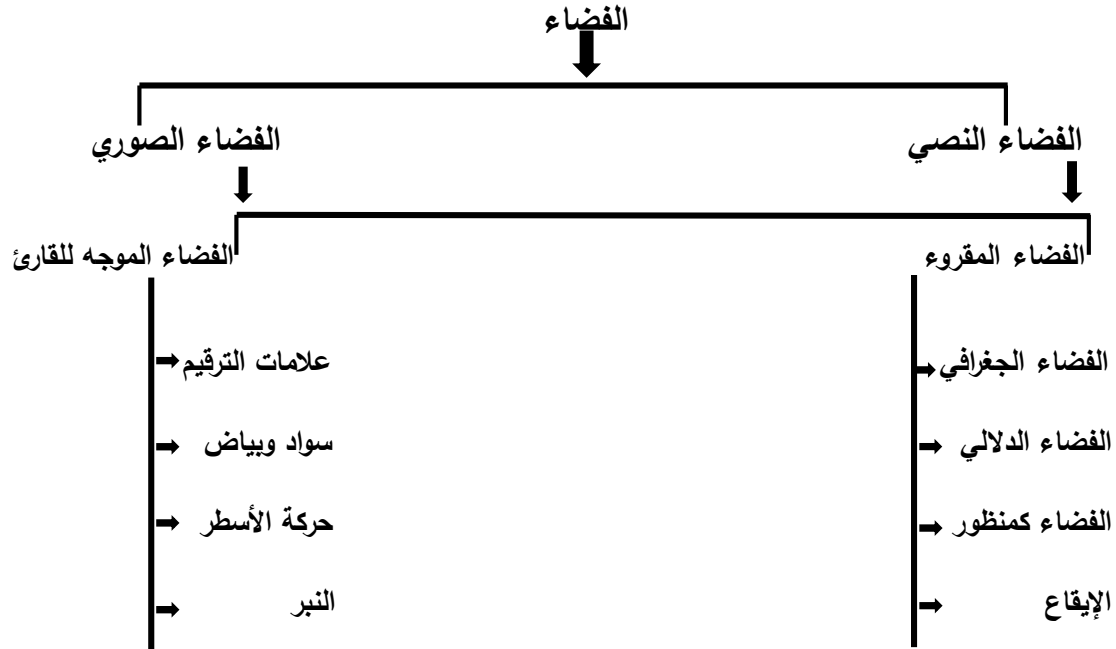 الفضاء
الفضاء النصي
الفضاء الصوري
الفضاء المقروء
الفضاء الموجه للقارئ
الفضاء الجغرافي
علامات الترقيم
الفضاء الدلالي
سواد وبياض
الفضاء كمنظور
حركة الأسطر
الإيقاع
النبر